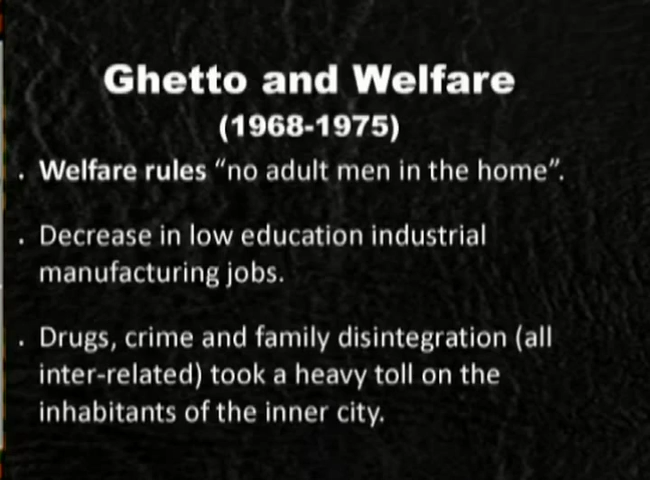 Ghetto and Welfare
(1968-1975)
. Welfare rules “no adult men in the home”.
. Decrease in low education industrial
manufacturing jobs.
. Drugs, crime and family disintegration (all
inter-related) took a heavy toll on the
inhabitants of the inner city.